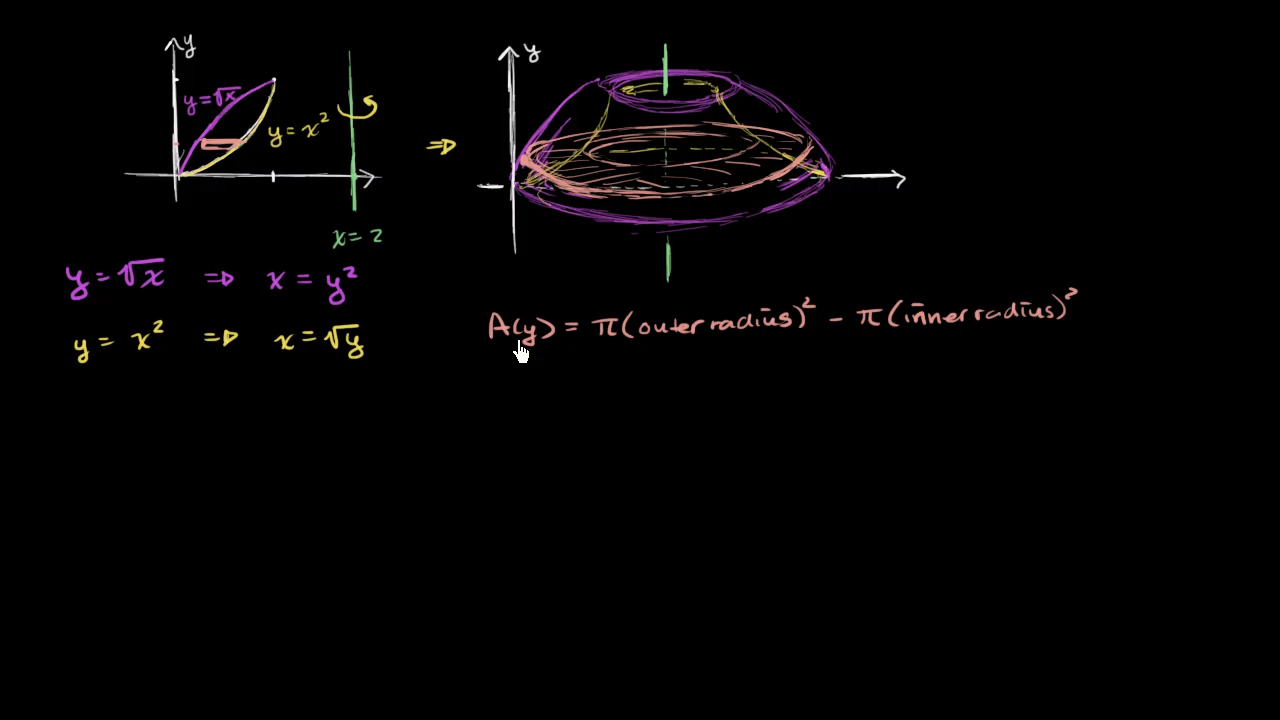 y
y = √x
y = x²
x = 2
y
⇒
y = √x ⇒ x = y²
y = x² ⇒ x = √y
A(y) = π(outer radius)² - π(inner radius)²